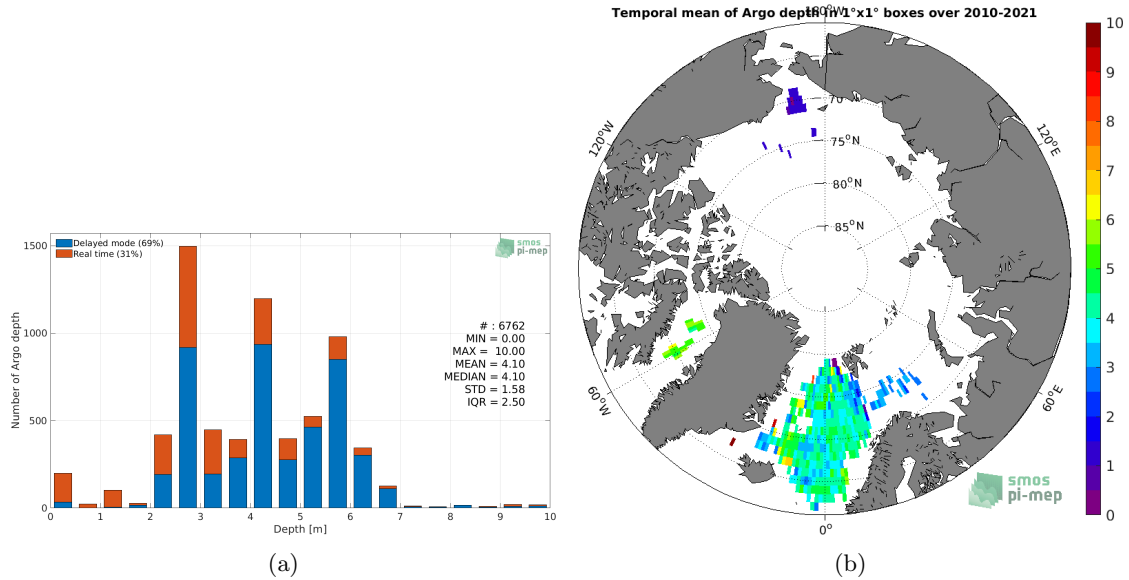 Delayed mode (69%)
Real time (31%)
smos
pi-mep
1500
1000
500
0
Number of Argo depth
# : 6762
MIN = 0.00
MAX = 10.00
MEAN = 4.10
MEDIAN = 4.10
STD = 1.58
IQR = 2.50
0 1 2 3 4 5 6 7 8 9 10
Depth [m]
(a)
Temporal mean of Argo depth in 1°x1° boxes over 2010-2021
180°W
120°W
120°E
70°
75°N
80°N
85°N
60°W
60°E
0°
smos
pi-mep
10
9
8
7
6
5
4
3
2
1
0
(b)